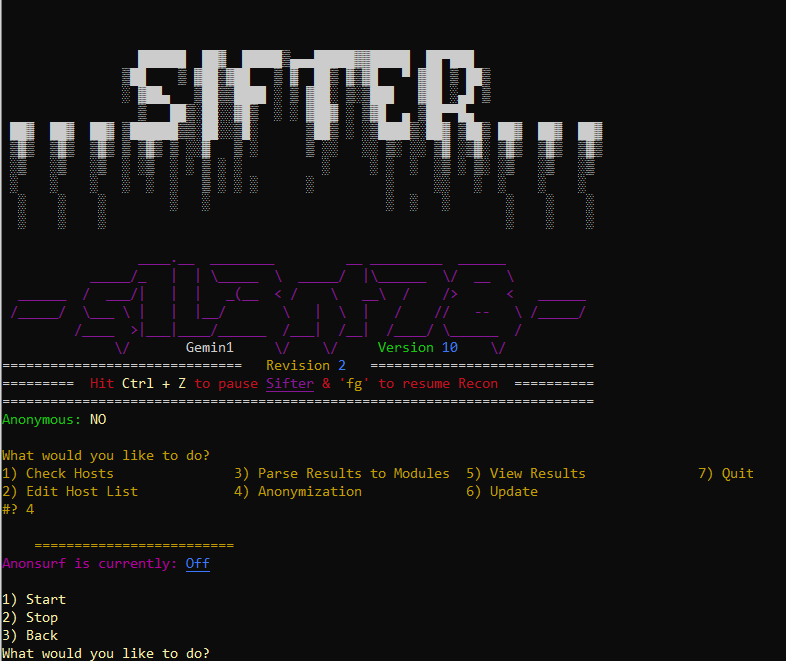 Gemin1 Version 10
============================== Revision 2 ============================
========= Hit Ctrl + Z to pause Sifter & 'fg' to resume Recon ==========
==========================================================================
Anonymous: NO
What would you like to do?
1) Check Hosts 3) Parse Results to Modules 5) View Results 7) Quit
2) Edit Host List 4) Anonymization 6) Update
#? 4
=========================
Anonsurf is currently: Off
1) Start
2) Stop
3) Back
What would you like to do?